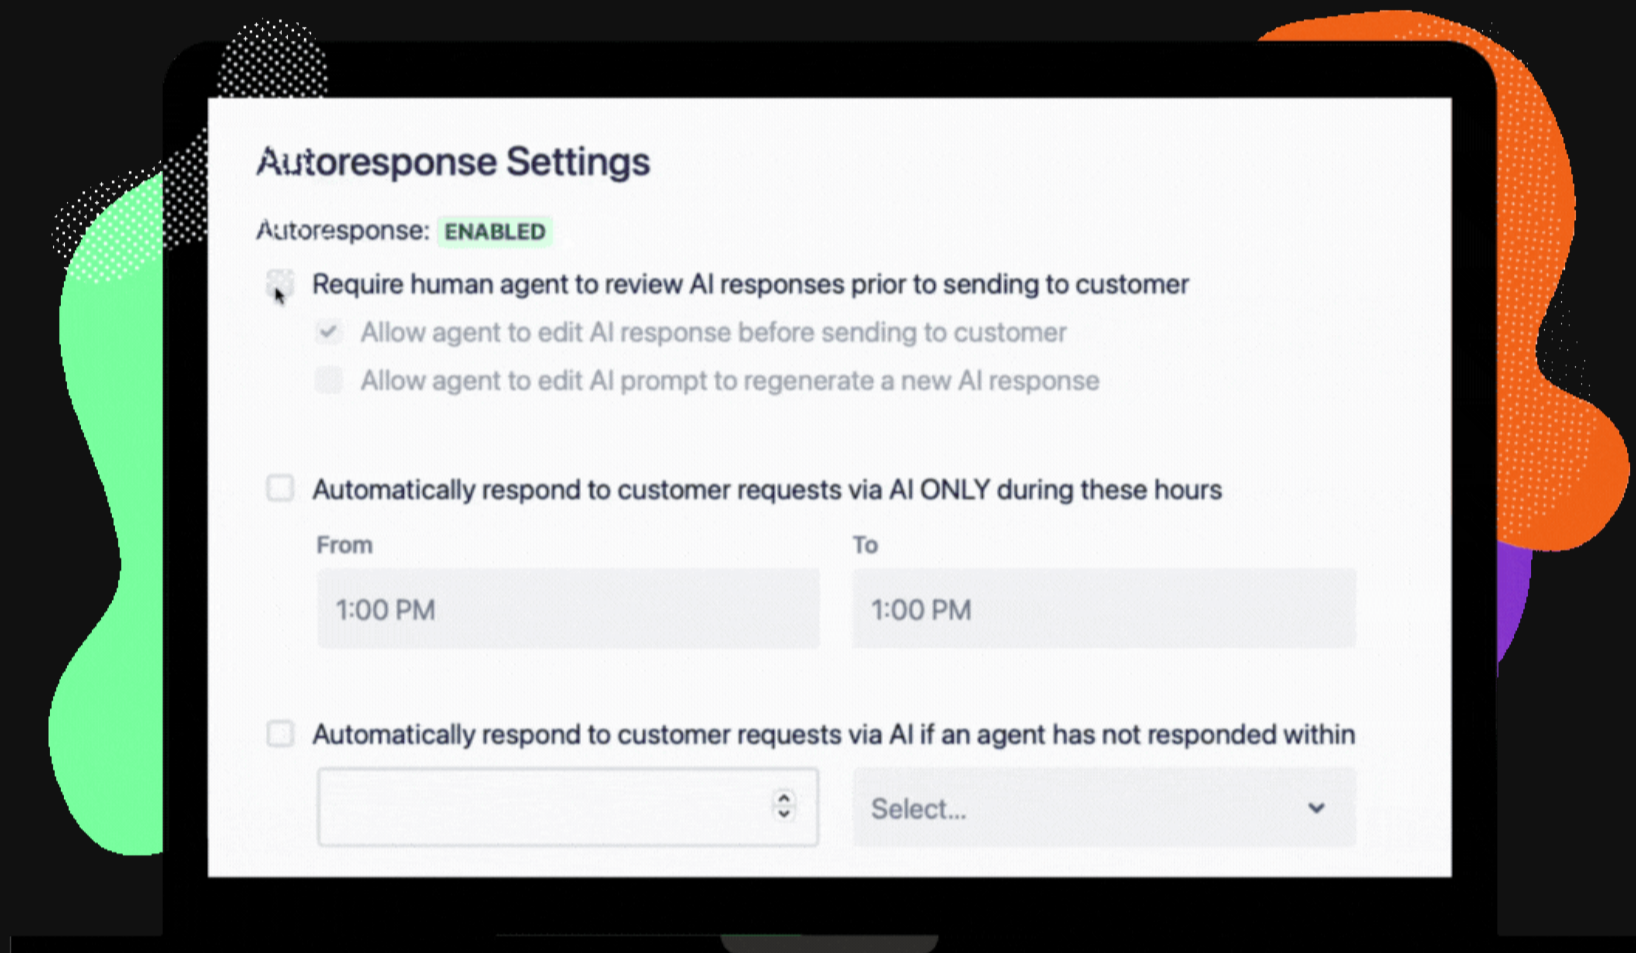 Autoresponse Settings
Autoresponse: ENABLED
Require human agent to review AI responses prior to sending to customer
Allow agent to edit AI response before sending to customer
Allow agent to edit AI prompt to regenerate a new AI response
Automatically respond to customer requests via AI ONLY during these hours
From To
1:00 PM 1:00 PM
Automatically respond to customer requests via AI if an agent has not responded within
Select...